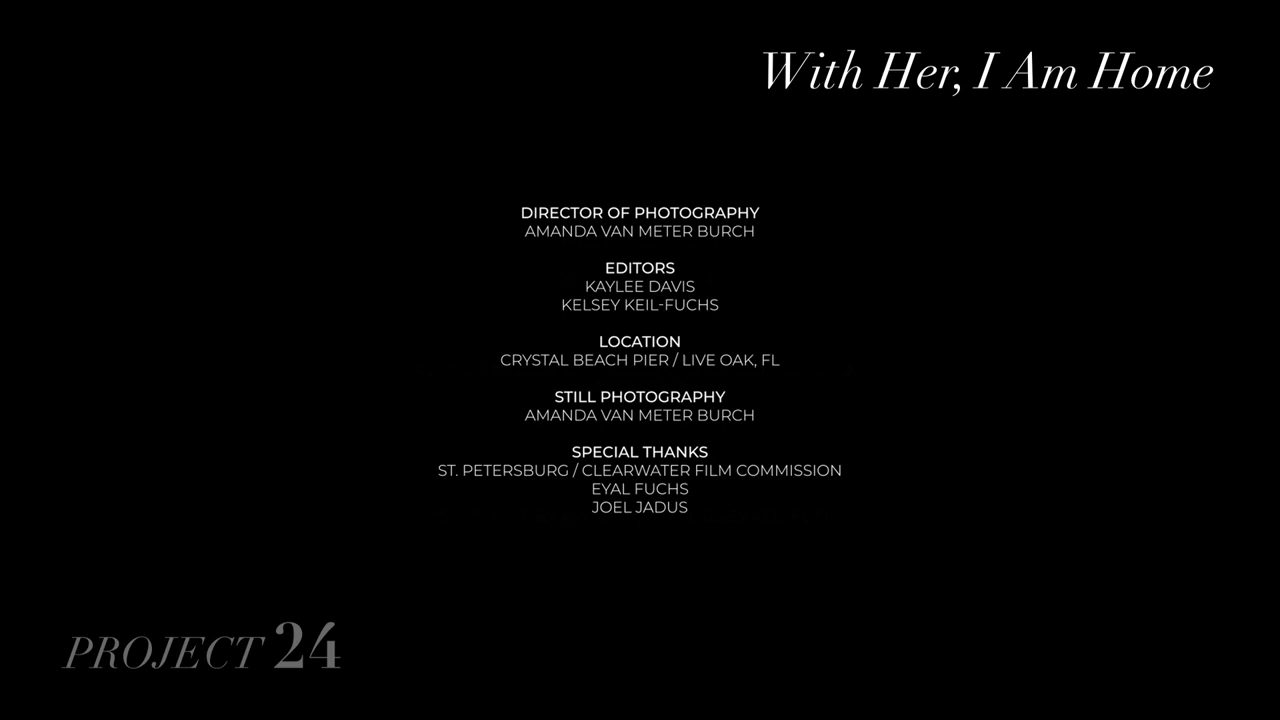 With Her, I Am Home
DIRECTOR OF PHOTOGRAPHY
AMANDA VAN METER BURCH
EDITORS
KAYLEE DAVIS
KELSEY KEIL-FUCHS
LOCATION
CRYSTAL BEACH PIER / LIVE OAK, FL
STILL PHOTOGRAPHY
AMANDA VAN METER BURCH
SPECIAL THANKS
ST. PETERSBURG / CLEARWATER FILM COMMISSION
EYAL FUCHS
JOEL JADUS
PROJECT 24